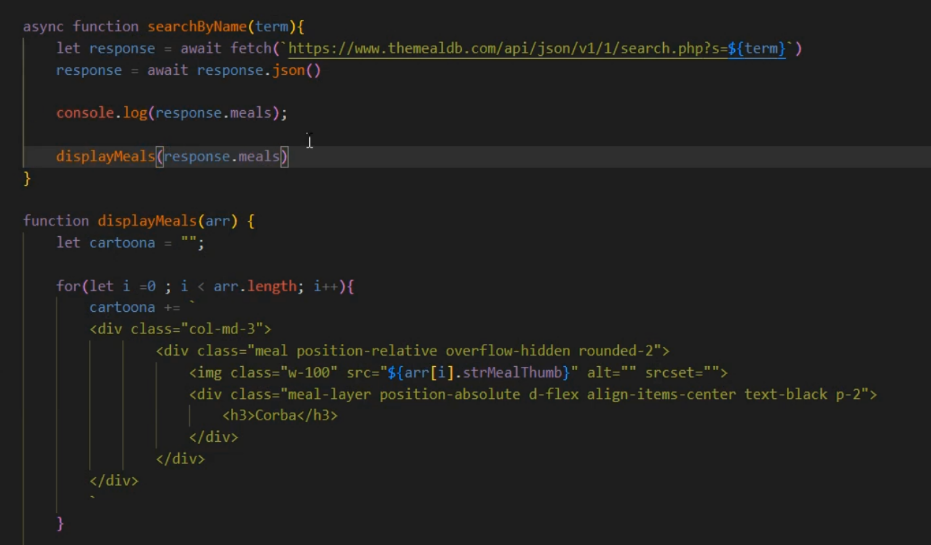 async function searchByName(term){
let response = await fetch(`https://www.themealdb.com/api/json/v1/1/search.php?s=${term}`)
response = await response.json()
console.log(response.meals);
displayMeals(response.meals)
}
function displayMeals(arr) {
let cartoona = "";
for(let i =0 ; i < arr.length; i++){
cartoona += `
<div class="col-md-3">
<div class="meal position-relative overflow-hidden rounded-2">
<img class="w-100" src="${arr[i].strMealThumb}" alt="" srcset="">
<div class="meal-layer position-absolute d-flex align-items-center text-black p-2">
<h3>Corba</h3>
</div>
</div>
</div>
`
}